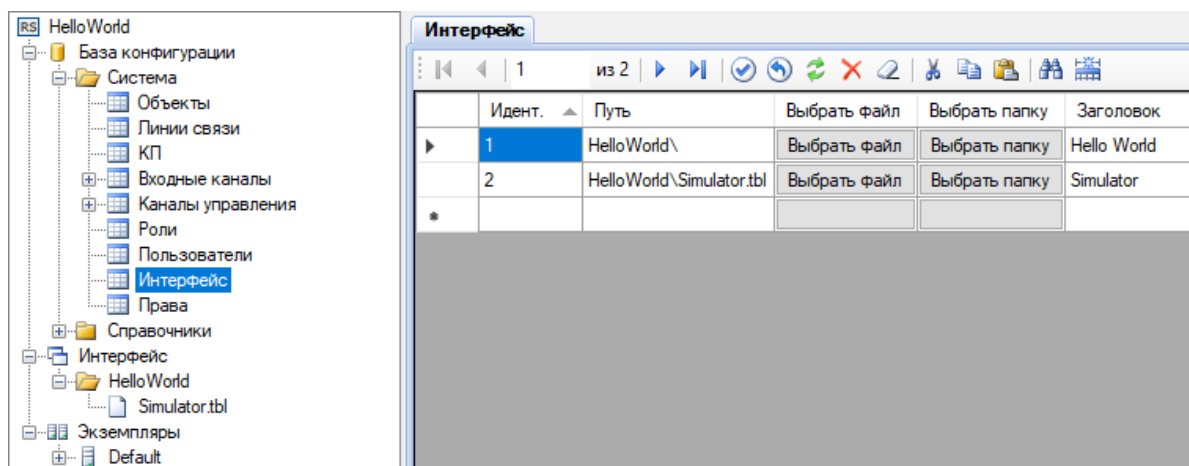 RS HelloWorld
База конфигурации
Система
Объекты
Линии связи
КП
Входные каналы
Каналы управления
Роли
Пользователи
Интерфейс
Права
Справочники
Интерфейс
HelloWorld
Simulator.tbl
Экземпляры
Default
Интерфейс
1 из 2
Идент. Путь Выбрать файл Выбрать папку Заголовок
1 HelloWorld\ Выбрать файл Выбрать папку Hello World
2 HelloWorld\Simulator.tbl Выбрать файл Выбрать папку Simulator